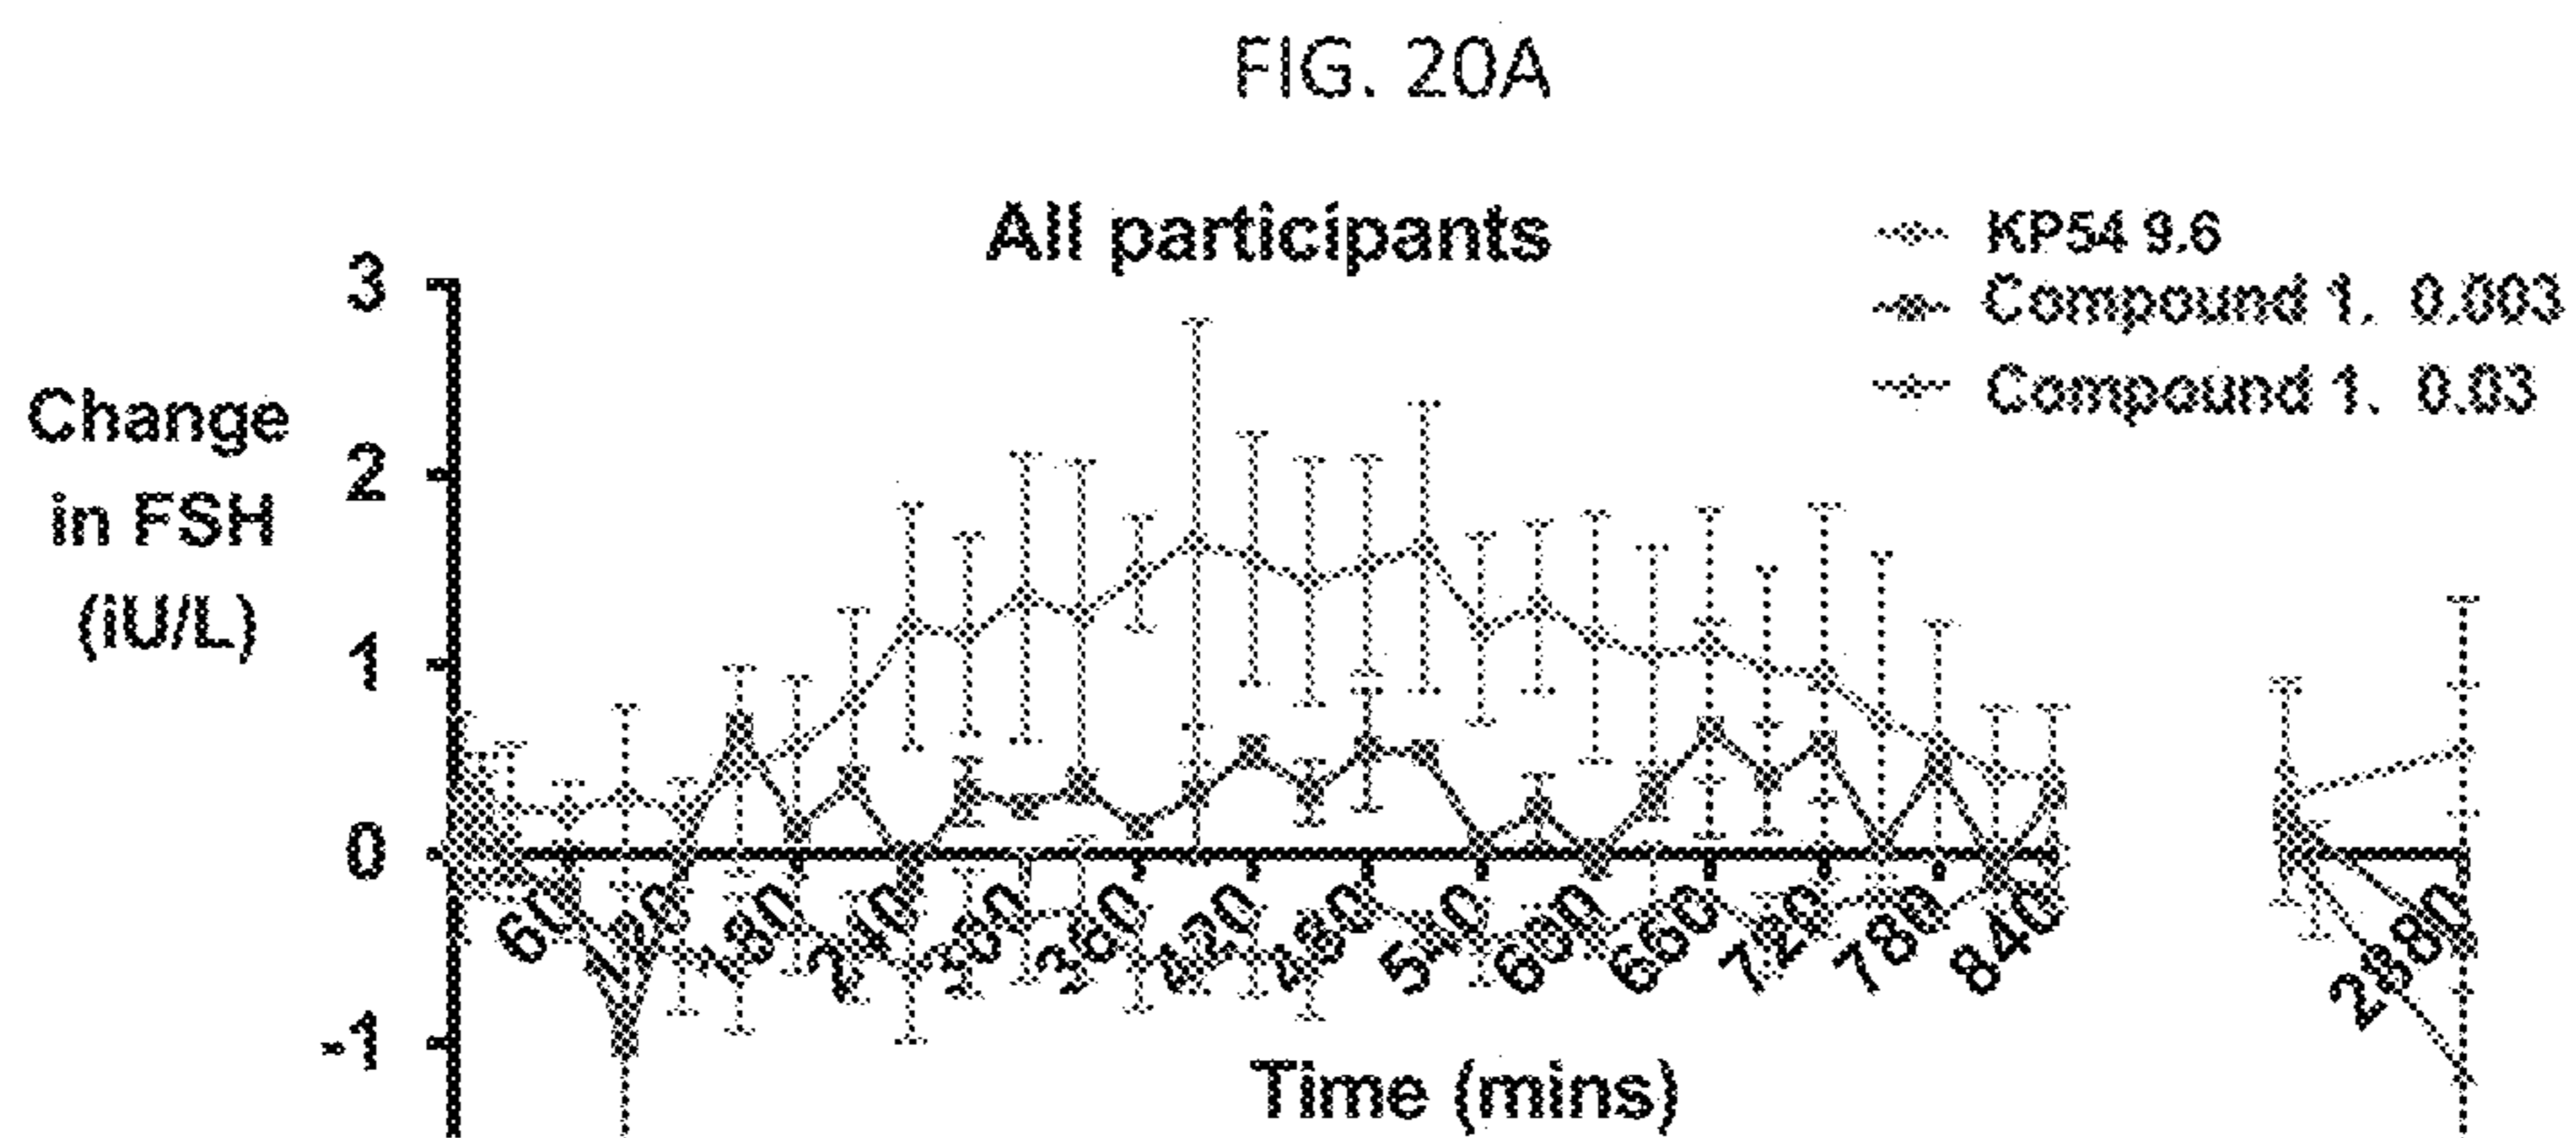 FIG. 20A
All participants
KP54 9.6
Compound 1. 0.003
Compound 1. 0.03
Change
in FSH
(iU/L)
3
2
1
0
-1
60
120
180
240
300
360
420
480
540
600
660
720
780
840
2880
Time (mins)